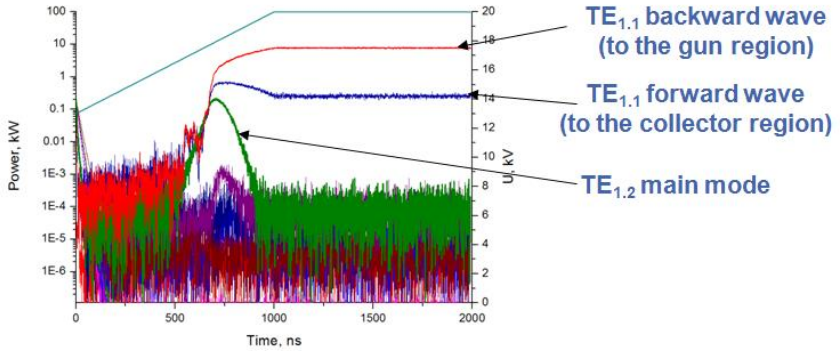 100
10
1
0.1
0.01
1E-3
1E-4
1E-5
1E-6
Power, kW
0
500
1000
1500
2000
Time, ns
20
18
16
14
12
10
8
6
4
2
0
U, kV
TE1.1 backward wave
(to the gun region)
TE1.1 forward wave
(to the collector region)
TE1.2 main mode